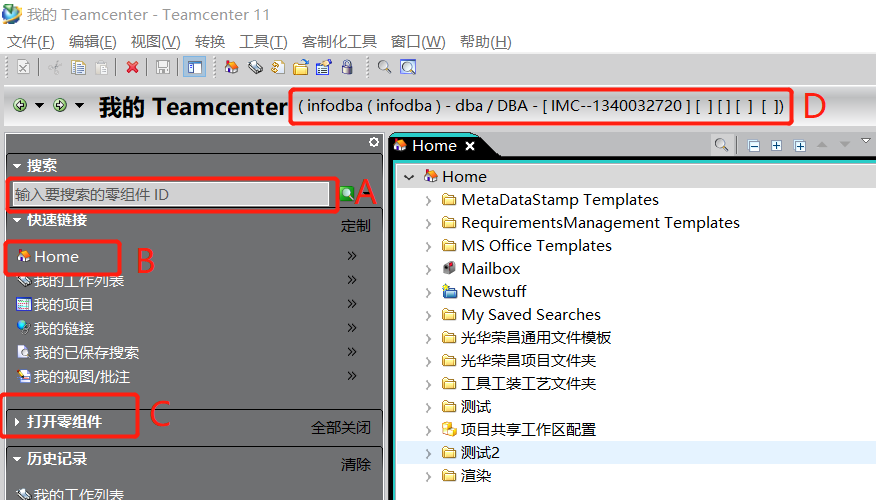 我的 Teamcenter - Teamcenter 11
文件(F) 编辑(E) 视图(V) 转换 工具(T) 客制化工具 窗口(W) 帮助(H)
我的 Teamcenter ( infodba ( infodba ) - dba / DBA - [ IMC--1340032720 ] [ ] [ ] [ ] [ ]) D
Home
搜索
输入要搜索的零组件 ID A
快速链接 定制
Home B
我的工作列表
我的项目
我的链接
我的已保存搜索
我的视图/批注
打开零组件 C 全部关闭
历史记录 清除
我的工作列表
Home
MetaDataStamp Templates
RequirementsManagement Templates
MS Office Templates
Mailbox
Newstuff
My Saved Searches
光华荣昌通用文件模板
光华荣昌项目文件夹
工具工装工艺文件夹
测试
项目共享工作区配置
测试2
渲染